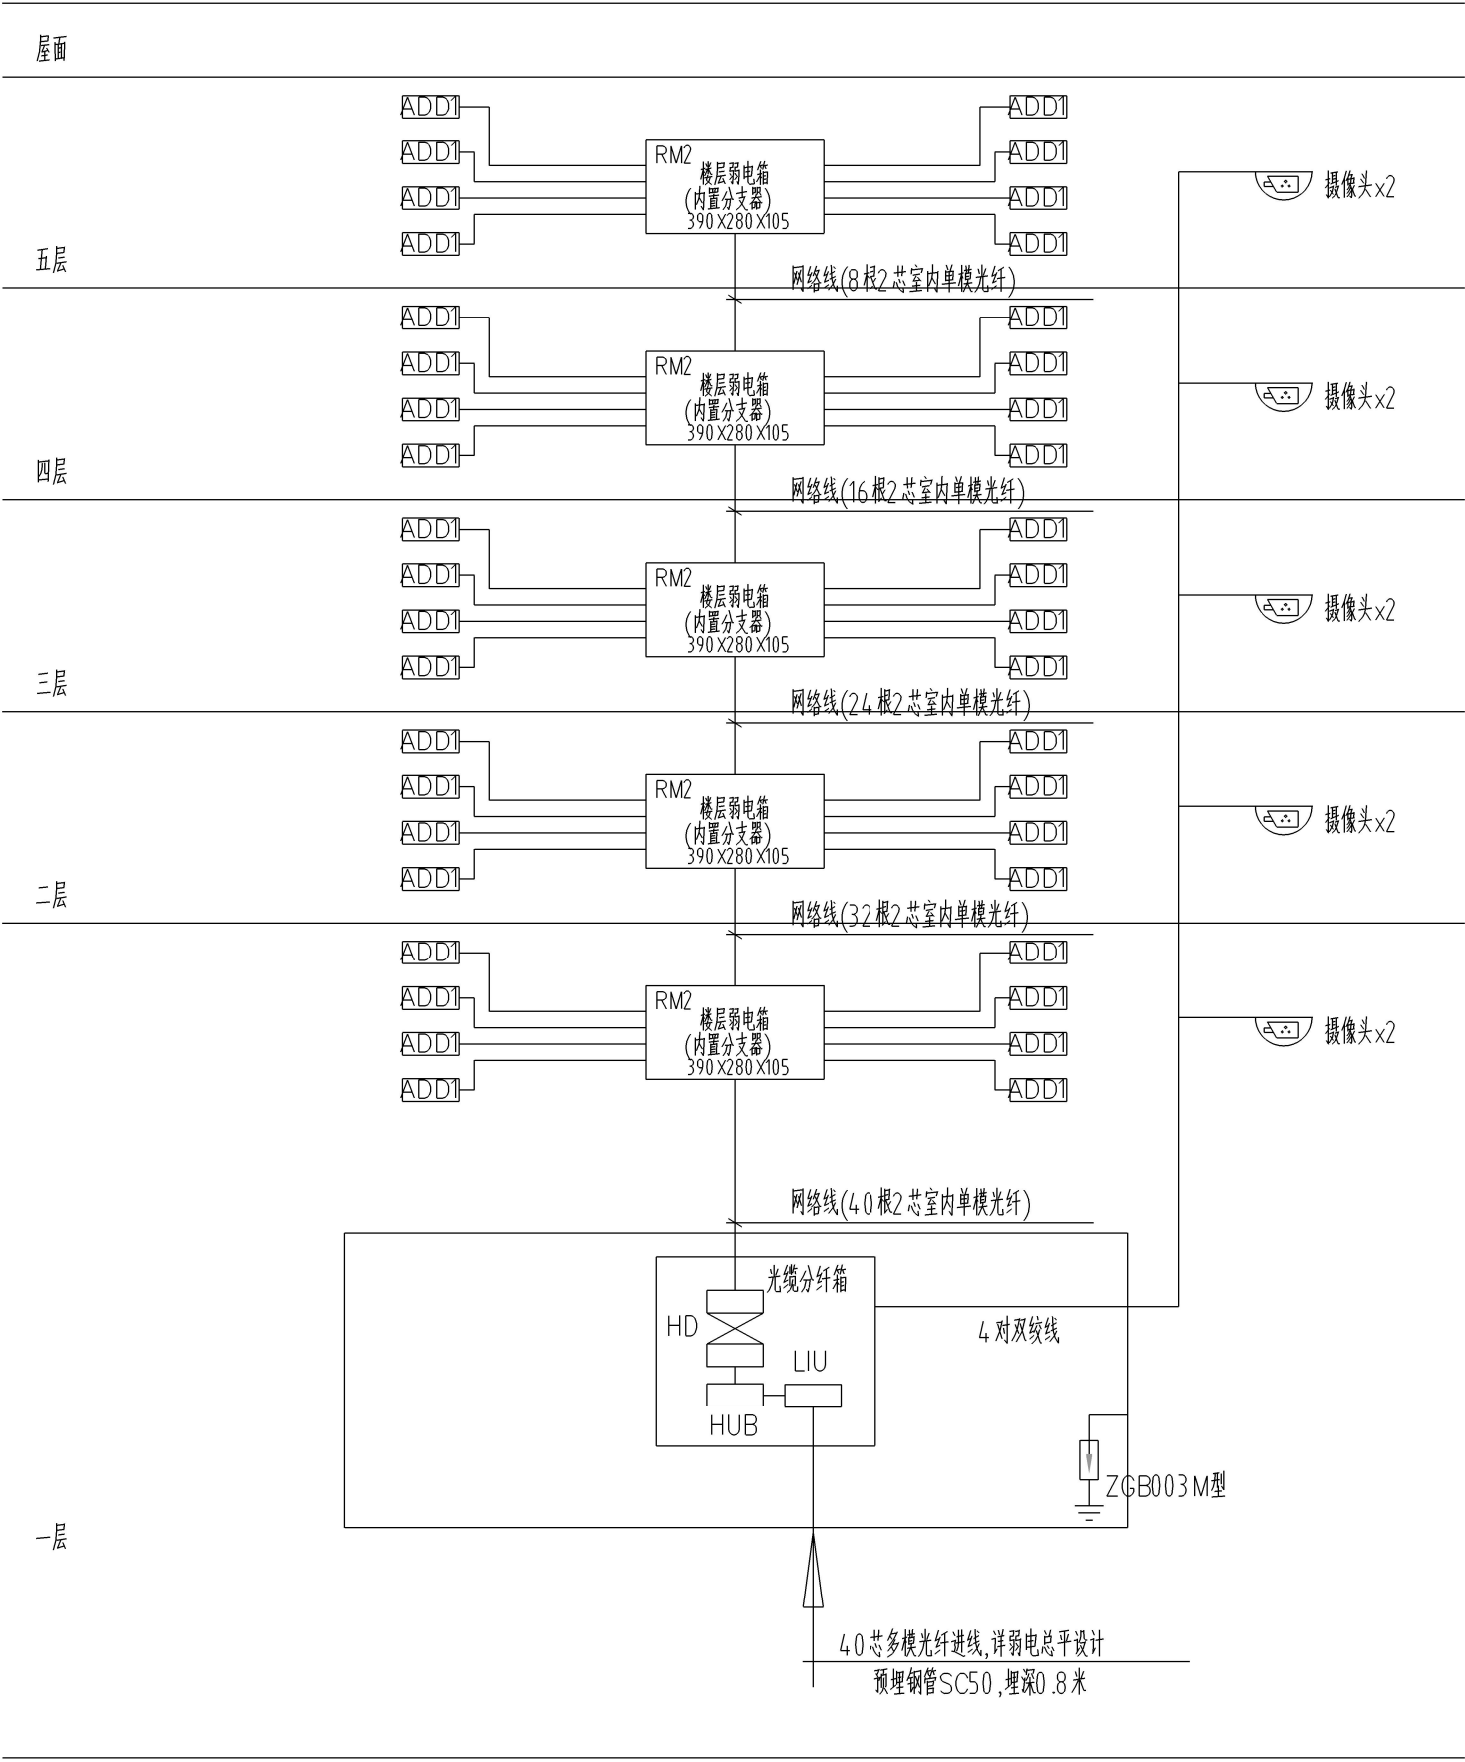 屋面
ADD1 ADD1
ADD1 ADD1
ADD1 ADD1
ADD1 ADD1
RM2
楼层弱电箱
(内置分支器)
390X280X105
摄像头x2
五层
网络线(8根2芯室内单模光纤)
ADD1 ADD1
ADD1 ADD1
ADD1 ADD1
ADD1 ADD1
RM2
楼层弱电箱
(内置分支器)
390X280X105
摄像头x2
四层
网络线(16根2芯室内单模光纤)
ADD1 ADD1
ADD1 ADD1
ADD1 ADD1
ADD1 ADD1
RM2
楼层弱电箱
(内置分支器)
390X280X105
摄像头x2
三层
网络线(24根2芯室内单模光纤)
ADD1 ADD1
ADD1 ADD1
ADD1 ADD1
ADD1 ADD1
RM2
楼层弱电箱
(内置分支器)
390X280X105
摄像头x2
二层
网络线(32根2芯室内单模光纤)
ADD1 ADD1
ADD1 ADD1
ADD1 ADD1
ADD1 ADD1
RM2
楼层弱电箱
(内置分支器)
390X280X105
摄像头x2
网络线(40根2芯室内单模光纤)
光缆分纤箱
HD
LIU
HUB
4对双绞线
ZGB003M型
一层
40芯多模光纤进线,详弱电总平设计
预埋钢管SC50,埋深0.8米